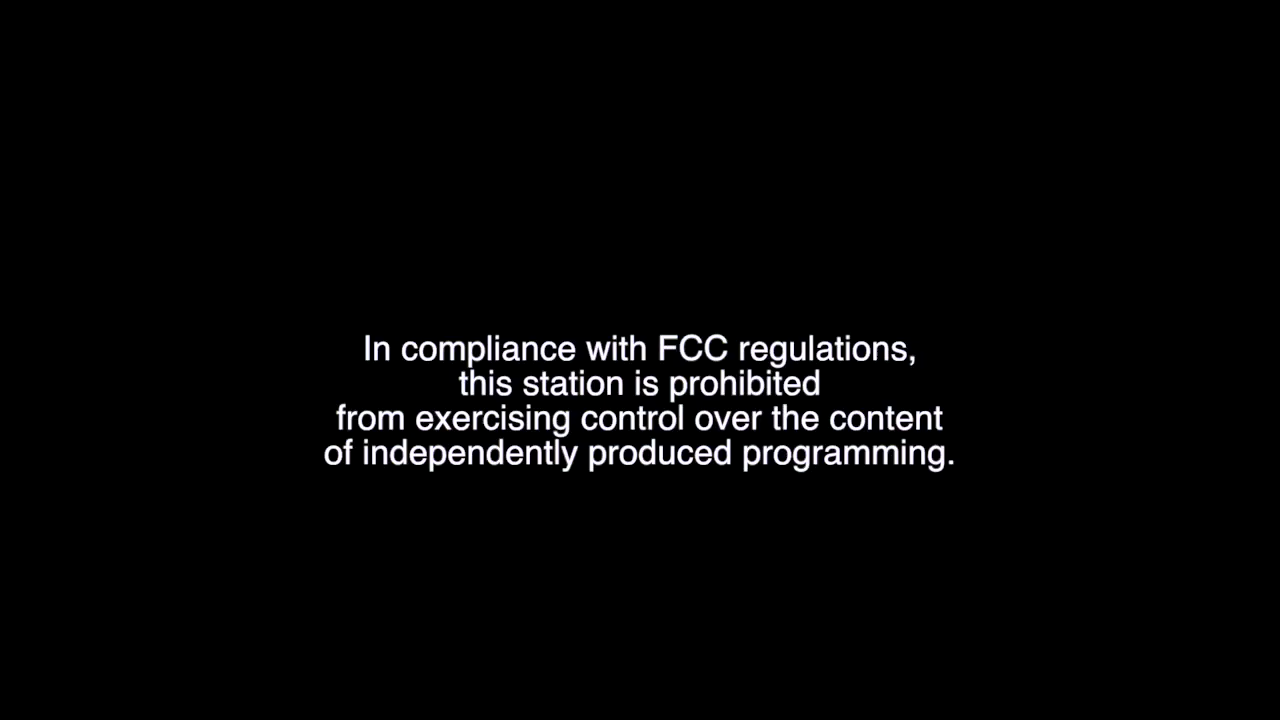 In compliance with FCC regulations,
this station is prohibited
from exercising control over the content
of independently produced programming.